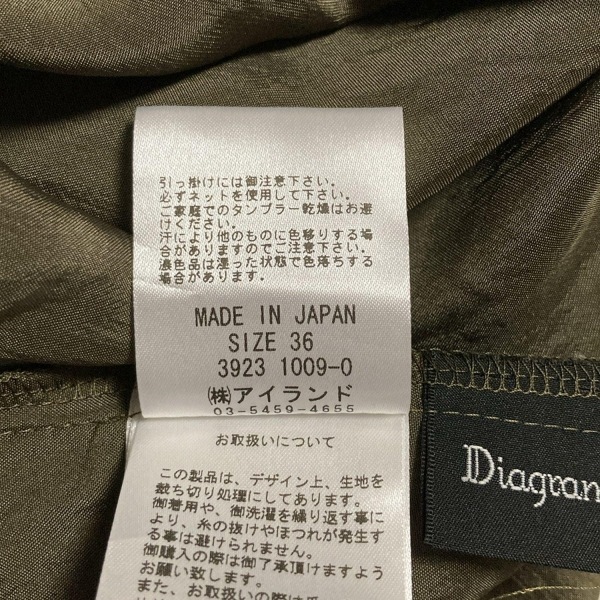 引っ掛けには御注意下さい。
必ずネットを使用して下さい。
ご家庭でのタンブラー乾燥はお避
けください。
汗により他のものに色移りする場
合がありますのでご注意下さい。
濃色品は湿った状態で色落ちする
場合があります。
MADE IN JAPAN
SIZE 36
3923 1009-0
㈱アイランド
03-5459-4655
お取扱いについて
この製品は、デザイン上、生地を
裁ち切り処理にしてあります。
御着用や、御洗濯を繰り返す事に
より、糸の抜けやほつれが発生す
る事は避けられません。
御購入の際は御了承頂けますよう
お願い致します。
また、お取扱いの際は
Diagran